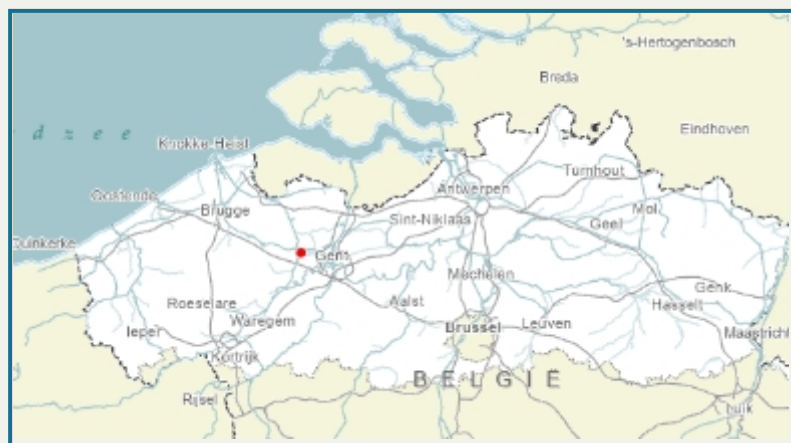 's-Hertogenbosch
Breda
Eindhoven
d z e e
Knokke-Heist
Turnhout
Antwerpen
Oostende
Mol
Brugge
Sint-Niklaas
Geel
Duinkerke
Gent
Mechelen
Genk
Roeselare
Aalst
Hasselt
Ieper
Waregem
Brussel
Leuven
Maastricht
Kortrijk
BELGIË
Rijsel
Luik